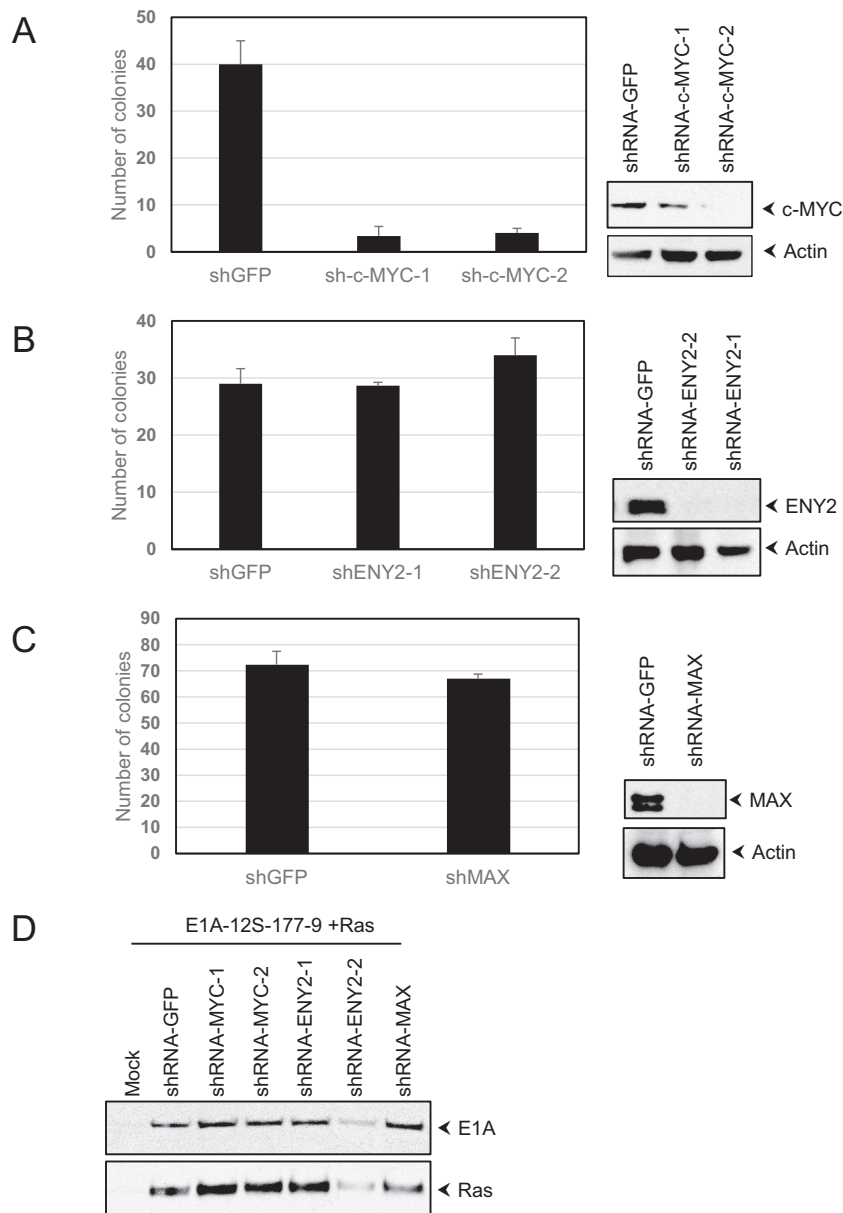 A
Number of colonies
50
40
30
20
10
0
shGFP sh-c-MYC-1 sh-c-MYC-2
shRNA-GFP
shRNA-c-MYC-1
shRNA-c-MYC-2
c-MYC
Actin
B
Number of colonies
40
30
20
10
0
shGFP shENY2-1 shENY2-2
shRNA-GFP
shRNA-ENY2-2
shRNA-ENY2-1
ENY2
Actin
C
Number of colonies
90
80
70
60
50
40
30
20
10
0
shGFP shMAX
shRNA-GFP
shRNA-MAX
MAX
Actin
D
E1A-12S-177-9 +Ras
Mock
shRNA-GFP
shRNA-MYC-1
shRNA-MYC-2
shRNA-ENY2-1
shRNA-ENY2-2
shRNA-MAX
E1A
Ras